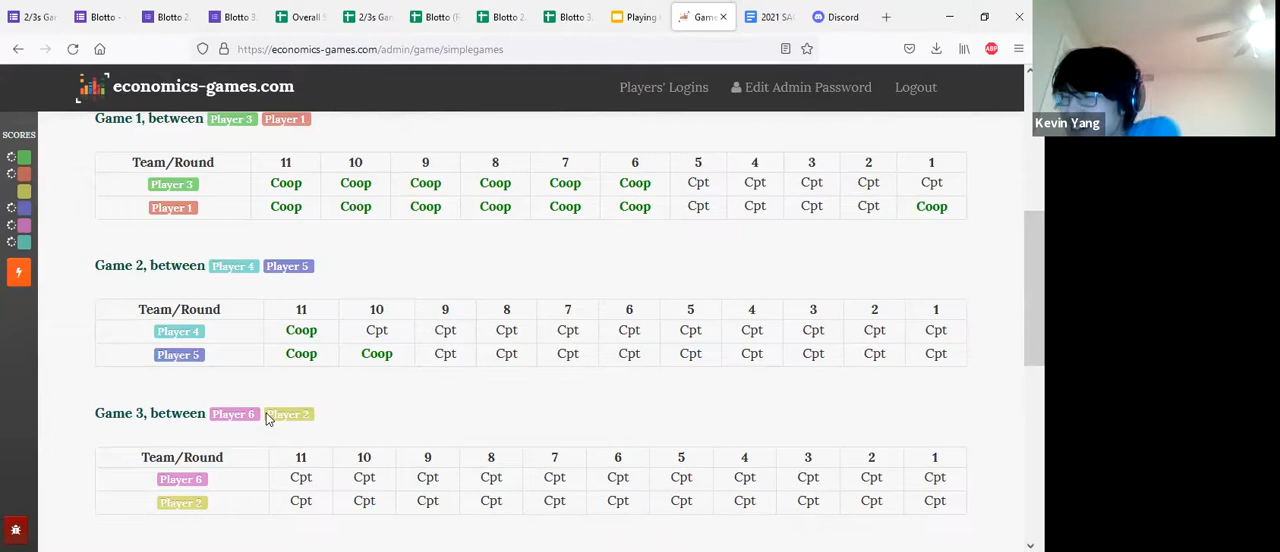 2/3s Gar
Blotto -
Blotto 2.
Blotto 3.
Overall S
2/3s Gar
Blotto (R
Blotto 2.
Blotto 3.
Playing
Game
2021 SA
Discord
https://economics-games.com/admin/game/simplegames
ABP
economics-games.com
Players' Logins
Edit Admin Password
Logout
Kevin Yang
SCORES
Game 1, between Player 3 Player 1
Team/Round 11 10 9 8 7 6 5 4 3 2 1
Player 3 Coop Coop Coop Coop Coop Coop Cpt Cpt Cpt Cpt Cpt
Player 1 Coop Coop Coop Coop Coop Coop Cpt Cpt Cpt Cpt Coop
Game 2, between Player 4 Player 5
Team/Round 11 10 9 8 7 6 5 4 3 2 1
Player 4 Coop Cpt Cpt Cpt Cpt Cpt Cpt Cpt Cpt Cpt Cpt
Player 5 Coop Coop Cpt Cpt Cpt Cpt Cpt Cpt Cpt Cpt Cpt
Game 3, between Player 6 Player 2
Team/Round 11 10 9 8 7 6 5 4 3 2 1
Player 6 Cpt Cpt Cpt Cpt Cpt Cpt Cpt Cpt Cpt Cpt Cpt
Player 2 Cpt Cpt Cpt Cpt Cpt Cpt Cpt Cpt Cpt Cpt Cpt